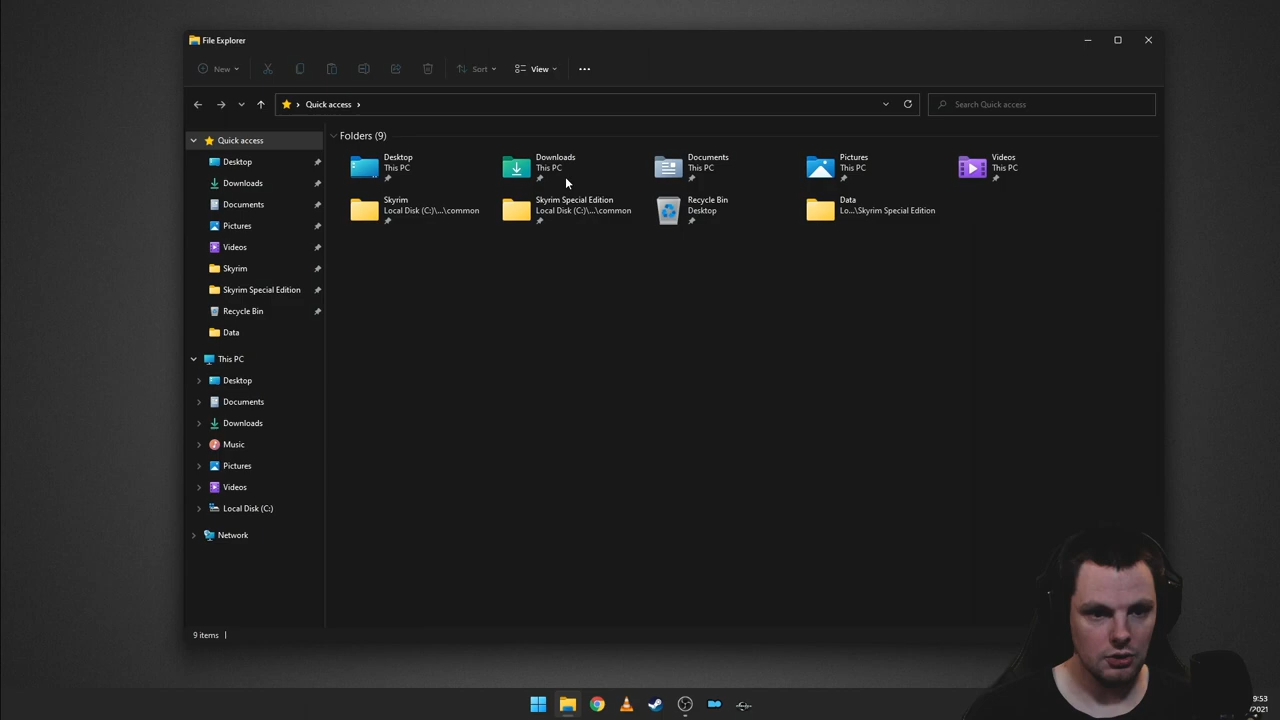 File Explorer
New
Sort
View
Quick access
Search Quick access
Quick access
Desktop
Downloads
Documents
Pictures
Videos
Skyrim
Skyrim Special Edition
Recycle Bin
Data
This PC
Desktop
Documents
Downloads
Music
Pictures
Videos
Local Disk (C:)
Network
Folders (9)
Desktop
This PC
Downloads
This PC
Documents
This PC
Pictures
This PC
Videos
This PC
Skyrim
Local Disk (C:)\...\common
Skyrim Special Edition
Local Disk (C:)\...\common
Recycle Bin
Desktop
Data
Lo...\Skyrim Special Edition
9 items
9:53
/2021